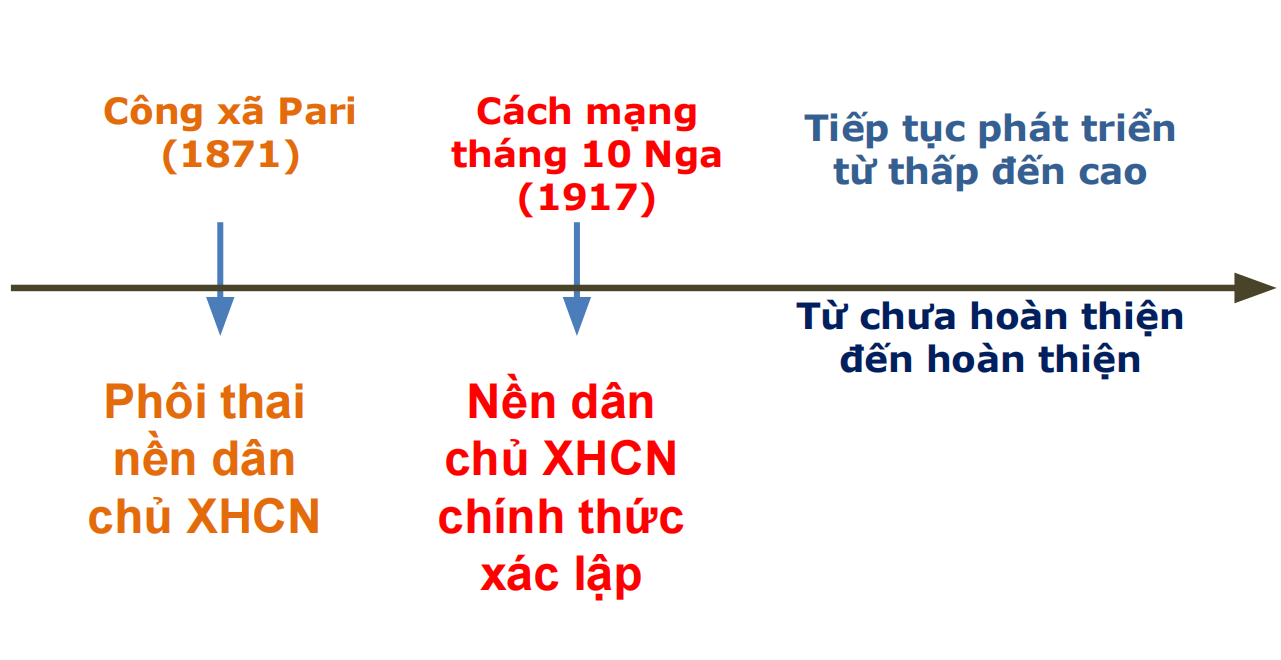 Công xã Pari
(1871)
Cách mạng
tháng 10 Nga
(1917)
Tiếp tục phát triển
từ thấp đến cao
Từ chưa hoàn thiện
đến hoàn thiện
Phôi thai
nền dân
chủ XHCN
Nền dân
chủ XHCN
chính thức
xác lập